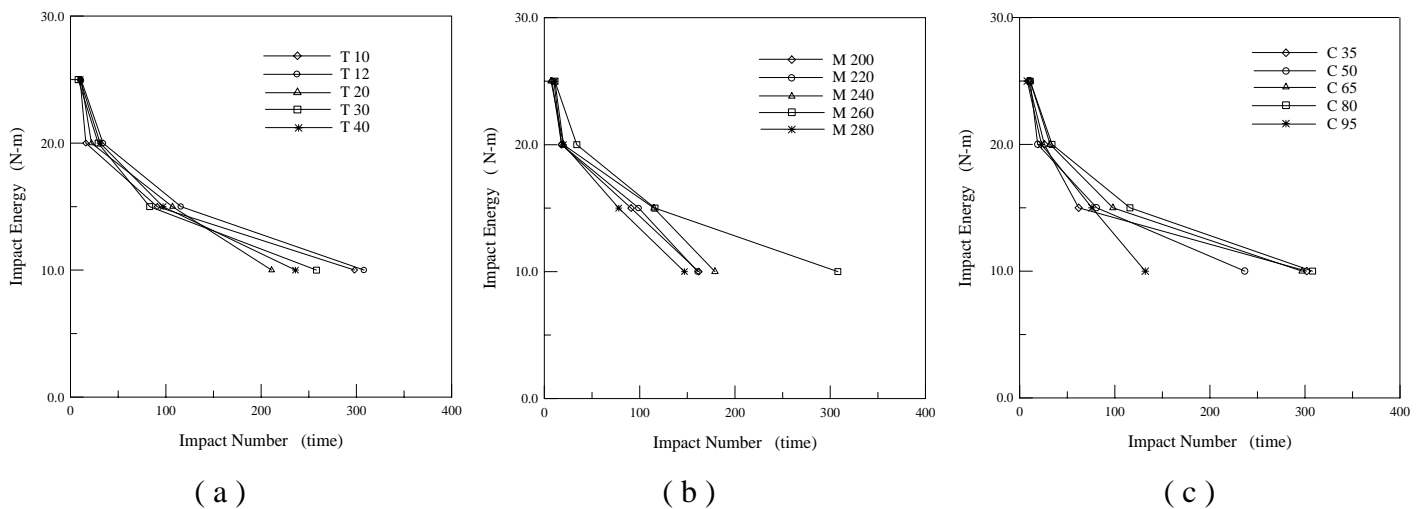 30.0
20.0
10.0
0.0
Impact Energy (N-m)
T 10
T 12
T 20
T 30
T 40
0
100
200
300
400
Impact Number (time)
( a )
30.0
20.0
10.0
0.0
Impact Energy ( N-m)
M 200
M 220
M 240
M 260
M 280
0
100
200
300
400
Impact Number (time)
( b )
30.0
20.0
10.0
0.0
Impact Energy (N-m)
C 35
C 50
C 65
C 80
C 95
0
100
200
300
400
Impact Number (time)
( c )